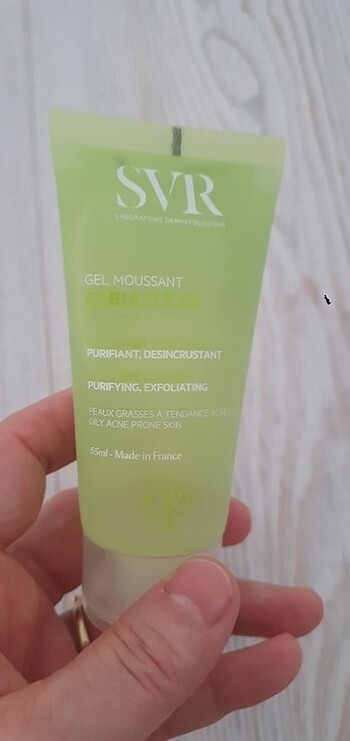 SVR
LABORATOIRE DERMATOLOGIQUE
GEL MOUSSANT
SEBIACLEAR
PURIFIANT, DESINCRUSTANT
PURIFYING, EXFOLIATING
PEAUX GRASSES À TENDANCE
OILY ACNE PRONE SKIN
55ml - Made in France